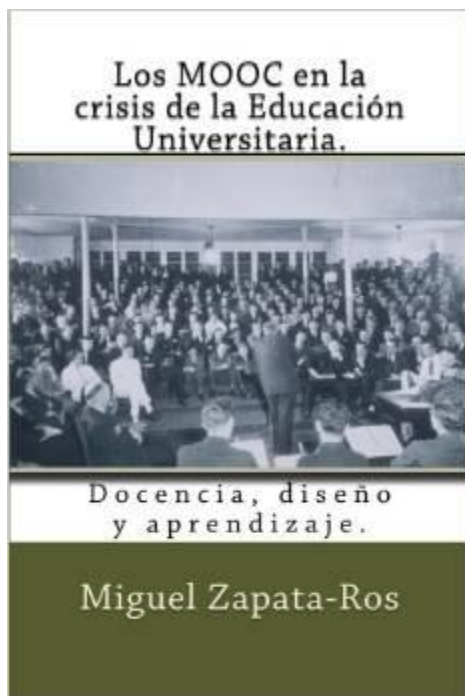 Los MOOC en la
crisis de la Educación
Universitaria.
Docencia, diseño
y aprendizaje.
Miguel Zapata-Ros